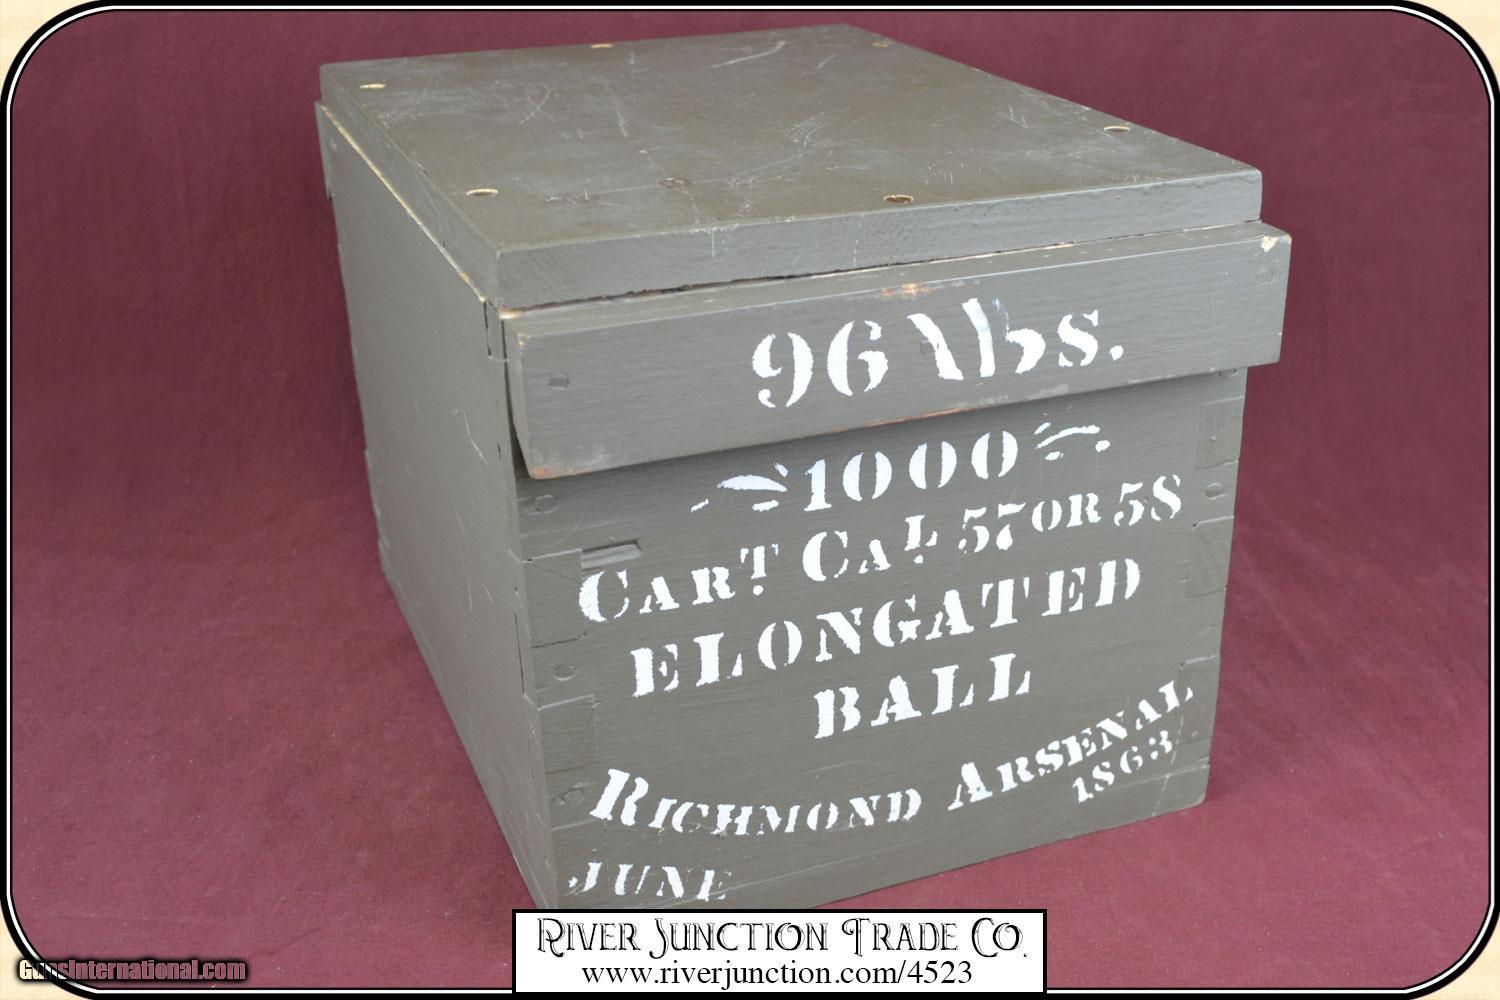 96 lbs.
1000
CART CAL 57 OR 58
ELONGATED
BALL
RICHMOND ARSENAL
1863
JUNE
RIVER JUNCTION TRADE CO.
www.riverjunction.com/4523
GunsInternational.com